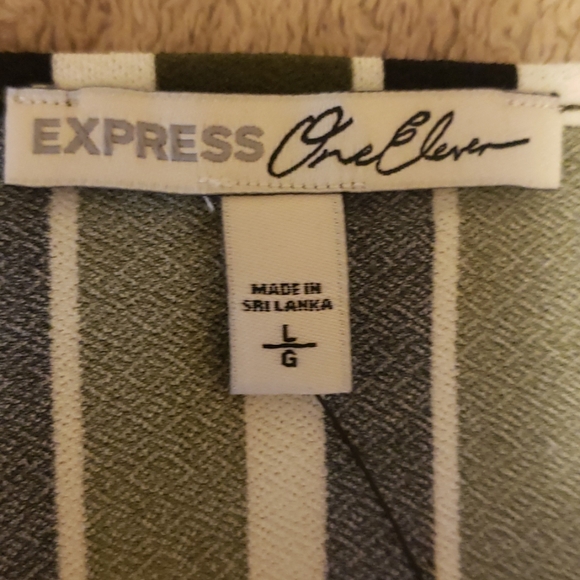 EXPRESS One Eleven
MADE IN
SRI LANKA
L
G